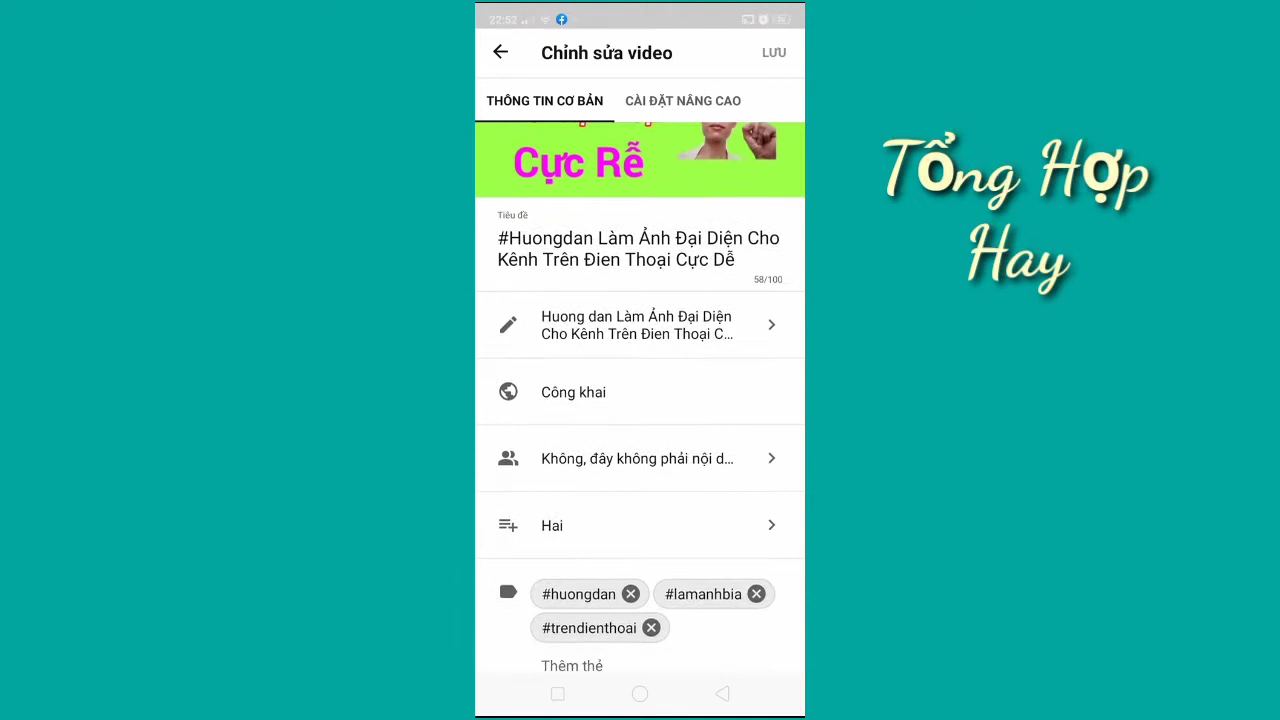 22:52
Chỉnh sửa video
LƯU
THÔNG TIN CƠ BẢN
CÀI ĐẶT NÂNG CAO
Cực Rễ
Tiêu đề
#Huongdan Làm Ảnh Đại Diện Cho
Kênh Trên Đien Thoại Cực Dễ
58/100
Huong dan Làm Ảnh Đại Diện
Cho Kênh Trên Đien Thoại C...
Công khai
Không, đây không phải nội d...
Hai
#huongdan
#lamanhbia
#trendienthoai
Thêm thẻ
Tổng Hợp
Hay